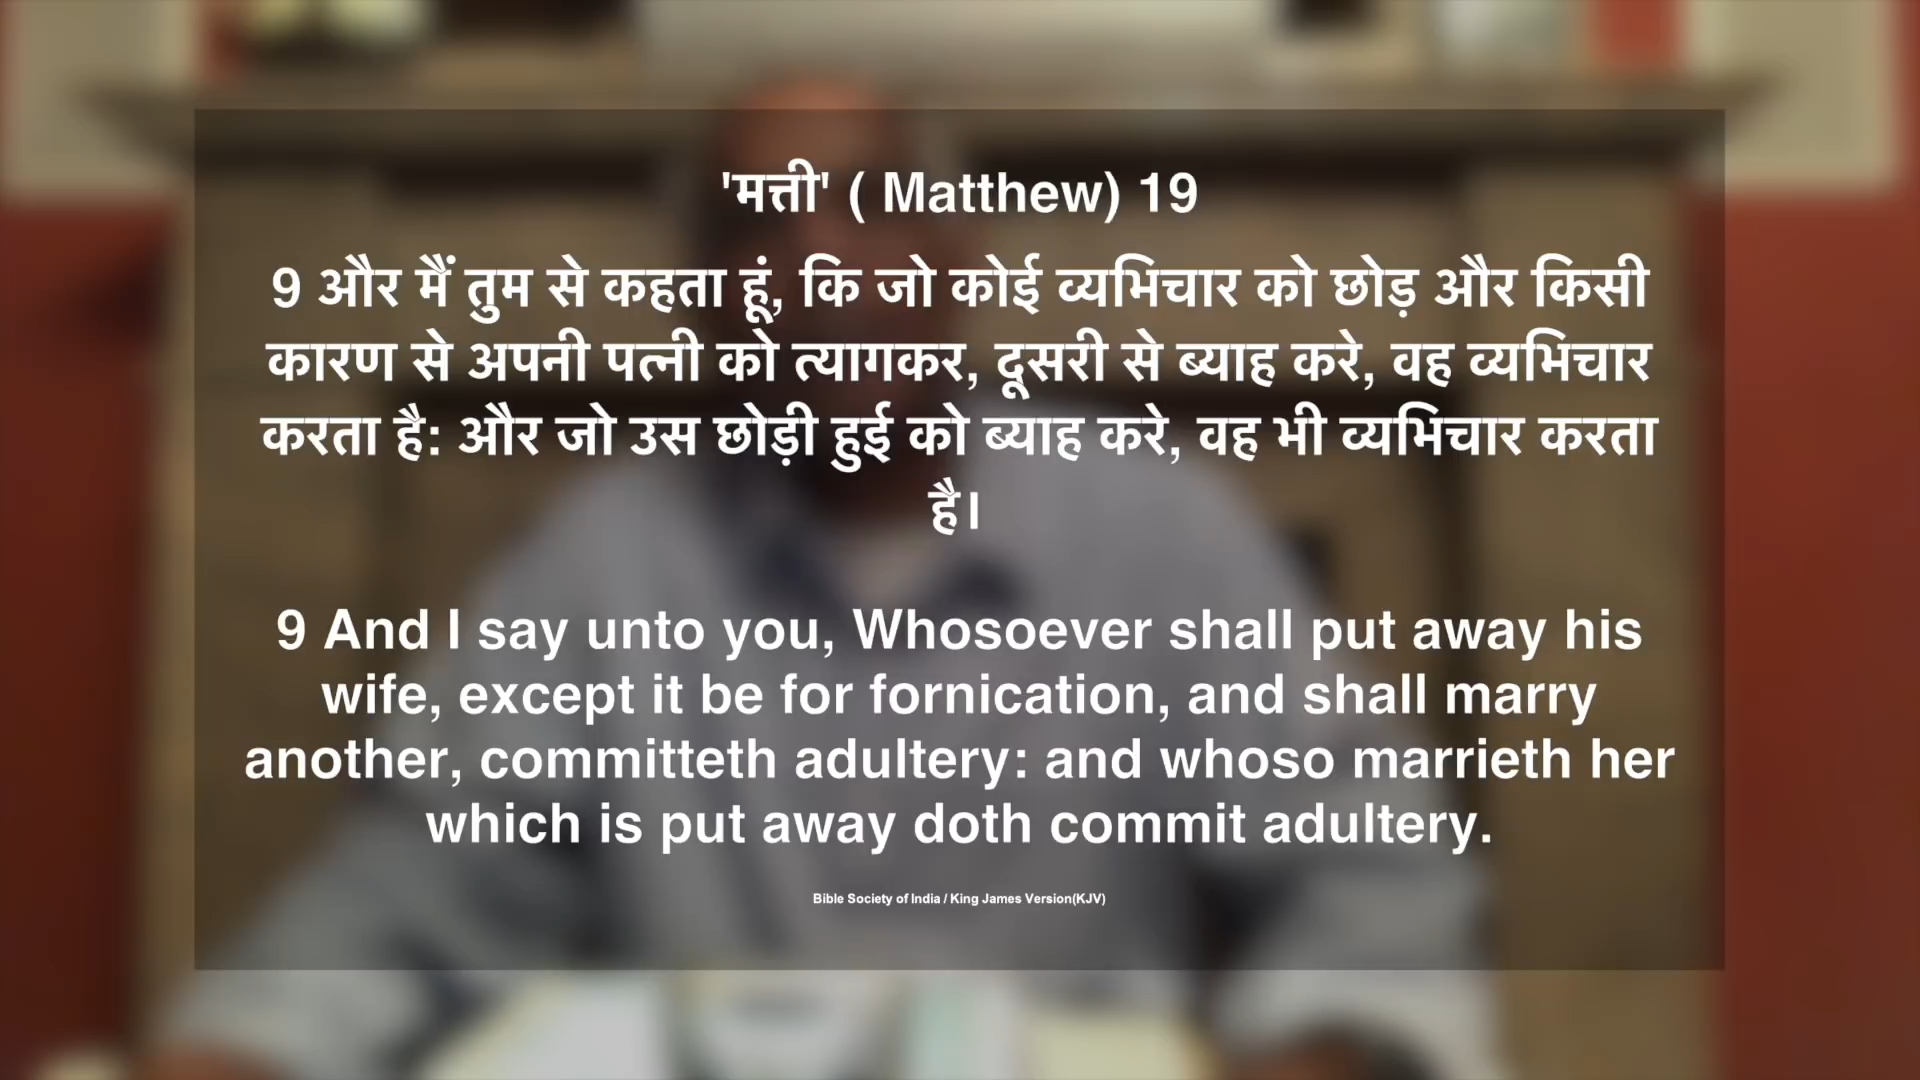 'मत्ती' ( Matthew) 19
9 और मैं तुम से कहता हूं, कि जो कोई व्यभिचार को छोड़ और किसी
कारण से अपनी पत्नी को त्यागकर, दूसरी से ब्याह करे, वह व्यभिचार
करता है: और जो उस छोड़ी हुई को ब्याह करे, वह भी व्यभिचार करता
है।
9 And I say unto you, Whosoever shall put away his
wife, except it be for fornication, and shall marry
another, committeth adultery: and whoso marrieth her
which is put away doth commit adultery.
Bible Society of India / King James Version(KJV)